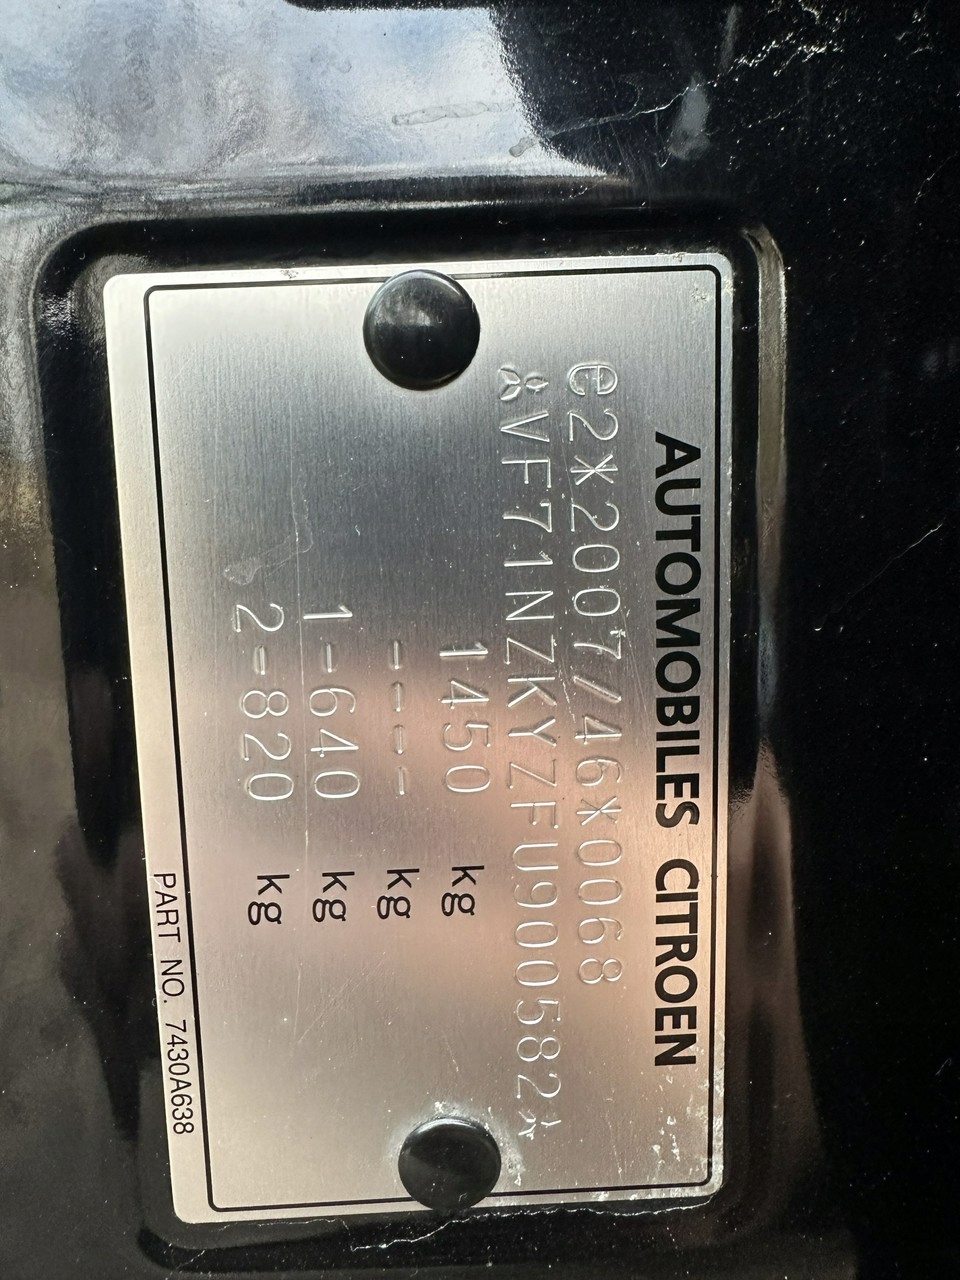 AUTOMOBILES CITROEN
e2*2007/46*0068
VF71NZKYZFU900582
1450 kg
---- kg
1-640 kg
2-820 kg
PART NO. 7430A638